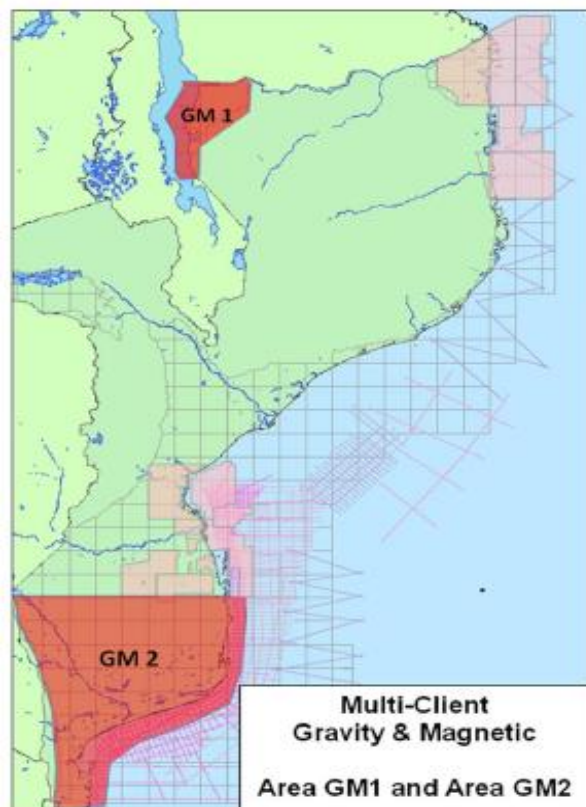 GM 1
GM 2
Multi-Client
Gravity & Magnetic
Area GM1 and Area GM2